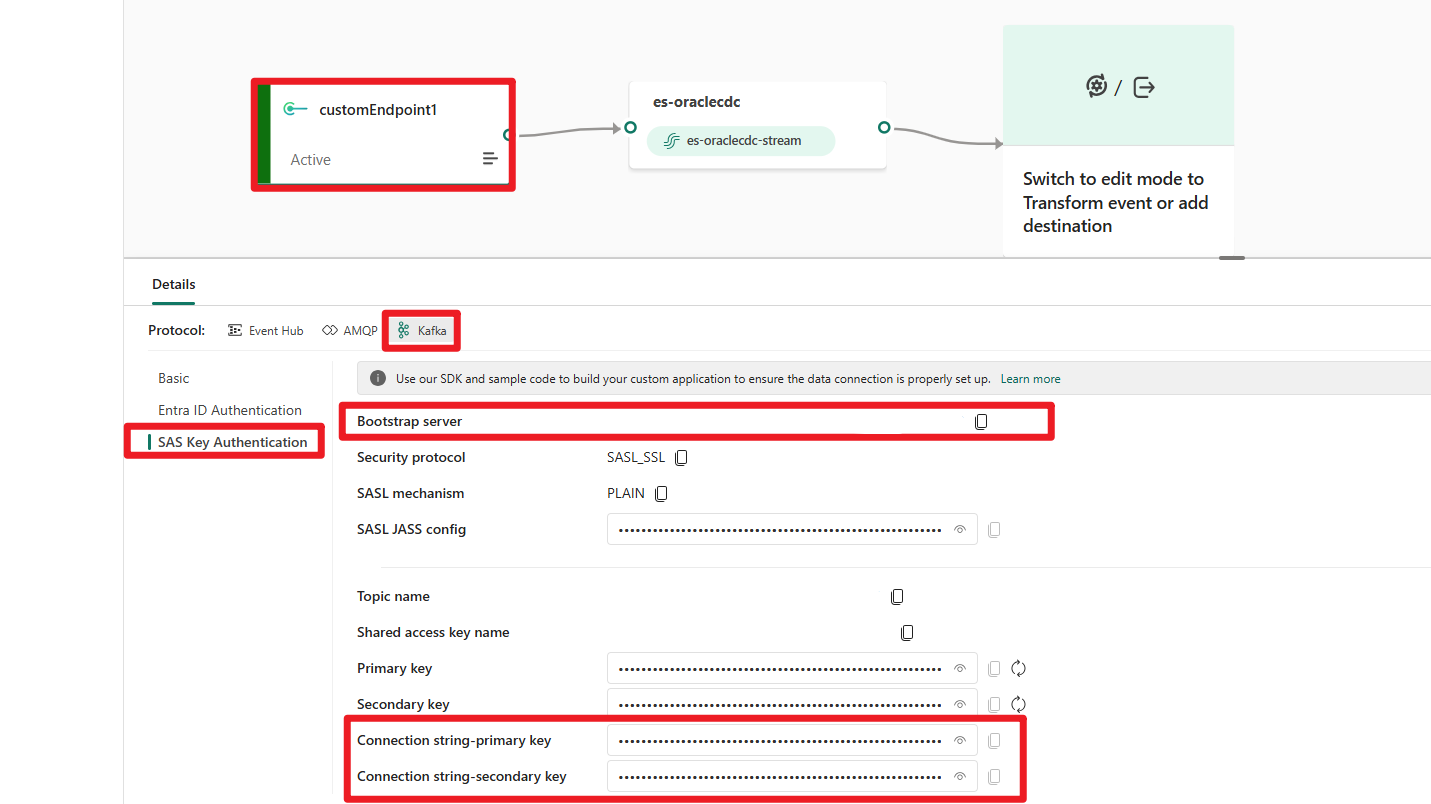 customEndpoint1
Active
es-oraclecdc
es-oraclecdc-stream
/
Switch to edit mode to
Transform event or add
destination
Details
Protocol: Event Hub AMQP Kafka
Basic
Entra ID Authentication
SAS Key Authentication
Use our SDK and sample code to build your custom application to ensure the data connection is properly set up. Learn more
Bootstrap server
Security protocol SASL_SSL
SASL mechanism PLAIN
SASL JASS config
Topic name
Shared access key name
Primary key
Secondary key
Connection string-primary key
Connection string-secondary key